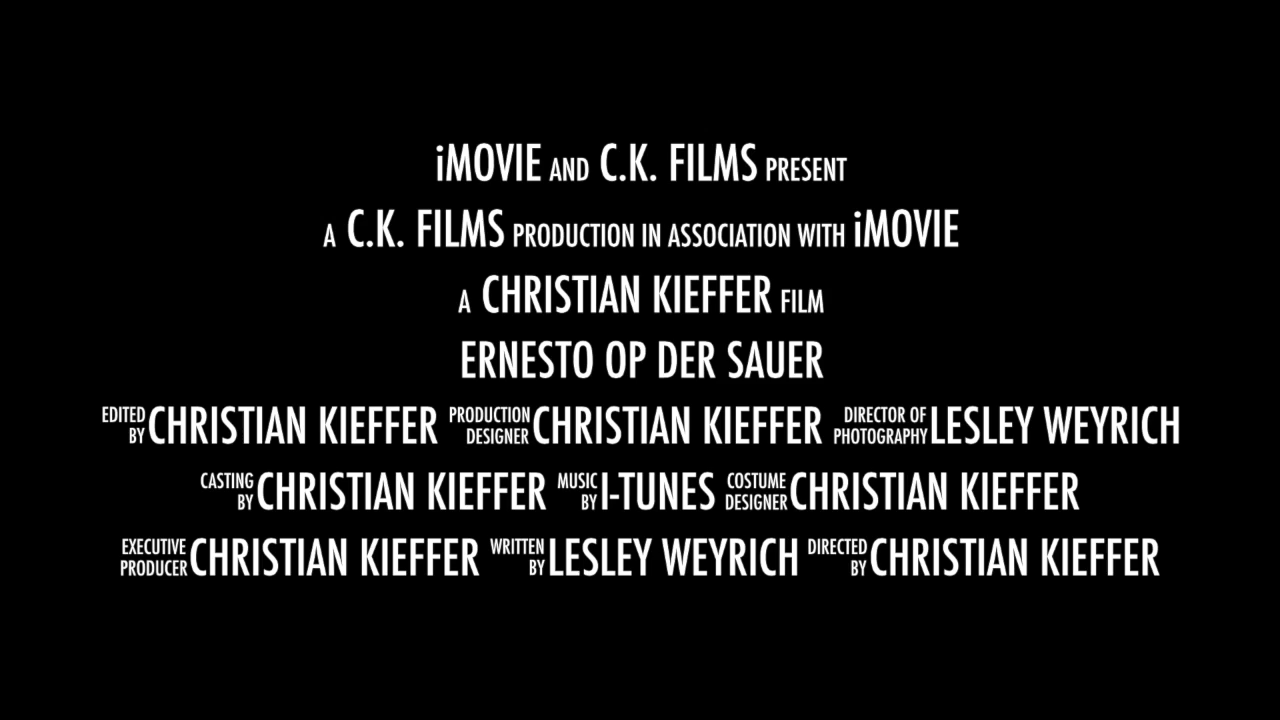 iMOVIE AND C.K. FILMS PRESENT
A C.K. FILMS PRODUCTION IN ASSOCIATION WITH iMOVIE
A CHRISTIAN KIEFFER FILM
ERNESTO OP DER SAUER
EDITED BY CHRISTIAN KIEFFER PRODUCTION DESIGNER CHRISTIAN KIEFFER DIRECTOR OF PHOTOGRAPHY LESLEY WEYRICH
CASTING BY CHRISTIAN KIEFFER MUSIC BY I-TUNES COSTUME DESIGNER CHRISTIAN KIEFFER
EXECUTIVE PRODUCER CHRISTIAN KIEFFER WRITTEN BY LESLEY WEYRICH DIRECTED BY CHRISTIAN KIEFFER